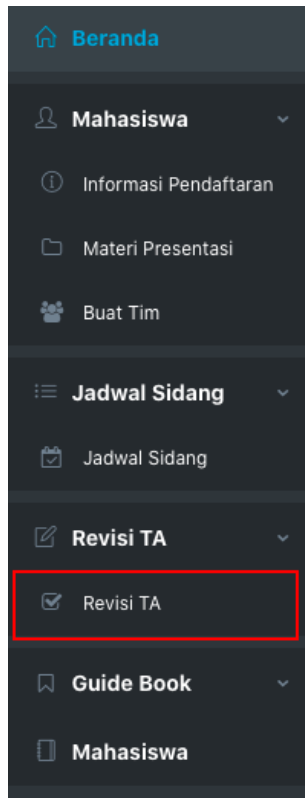 Beranda
Mahasiswa
Informasi Pendaftaran
Materi Presentasi
Buat Tim
Jadwal Sidang
Jadwal Sidang
Revisi TA
Revisi TA
Guide Book
Mahasiswa